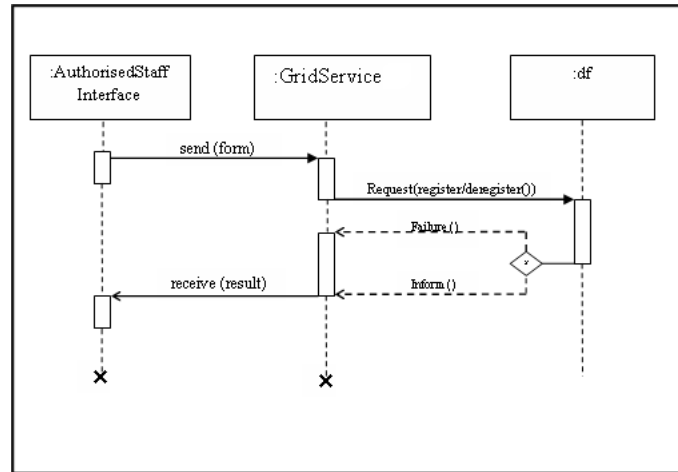 :AuthorisedStaff
Interface
:GridService
:df
send (form)
Request(register/deregister())
Failure ()
x
receive (result)
Inform ()